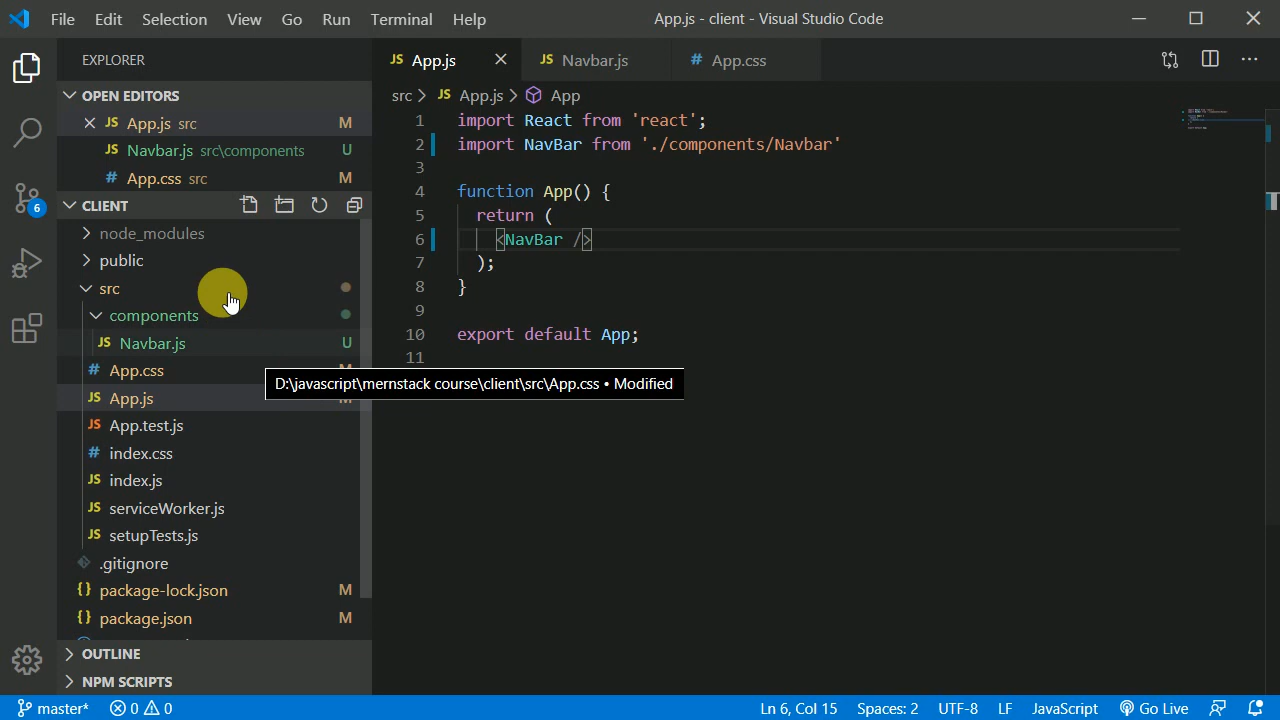 File Edit Selection View Go Run Terminal Help App.js - client - Visual Studio Code
EXPLORER
OPEN EDITORS
App.js src M
Navbar.js src\components U
App.css src M
CLIENT
node_modules
public
src
components
Navbar.js U
App.css
App.js
App.test.js
index.css
index.js
serviceWorker.js
setupTests.js
.gitignore
package-lock.json M
package.json M
OUTLINE
NPM SCRIPTS
App.js Navbar.js App.css
src App.js App
1 import React from 'react';
2 import NavBar from './components/Navbar'
3
4 function App() {
5 return (
6 <NavBar />
7 );
8 }
9
10 export default App;
11
D:\javascript\mernstack course\client\src\App.css • Modified
6
master* 0 0 Ln 6, Col 15 Spaces: 2 UTF-8 LF JavaScript Go Live